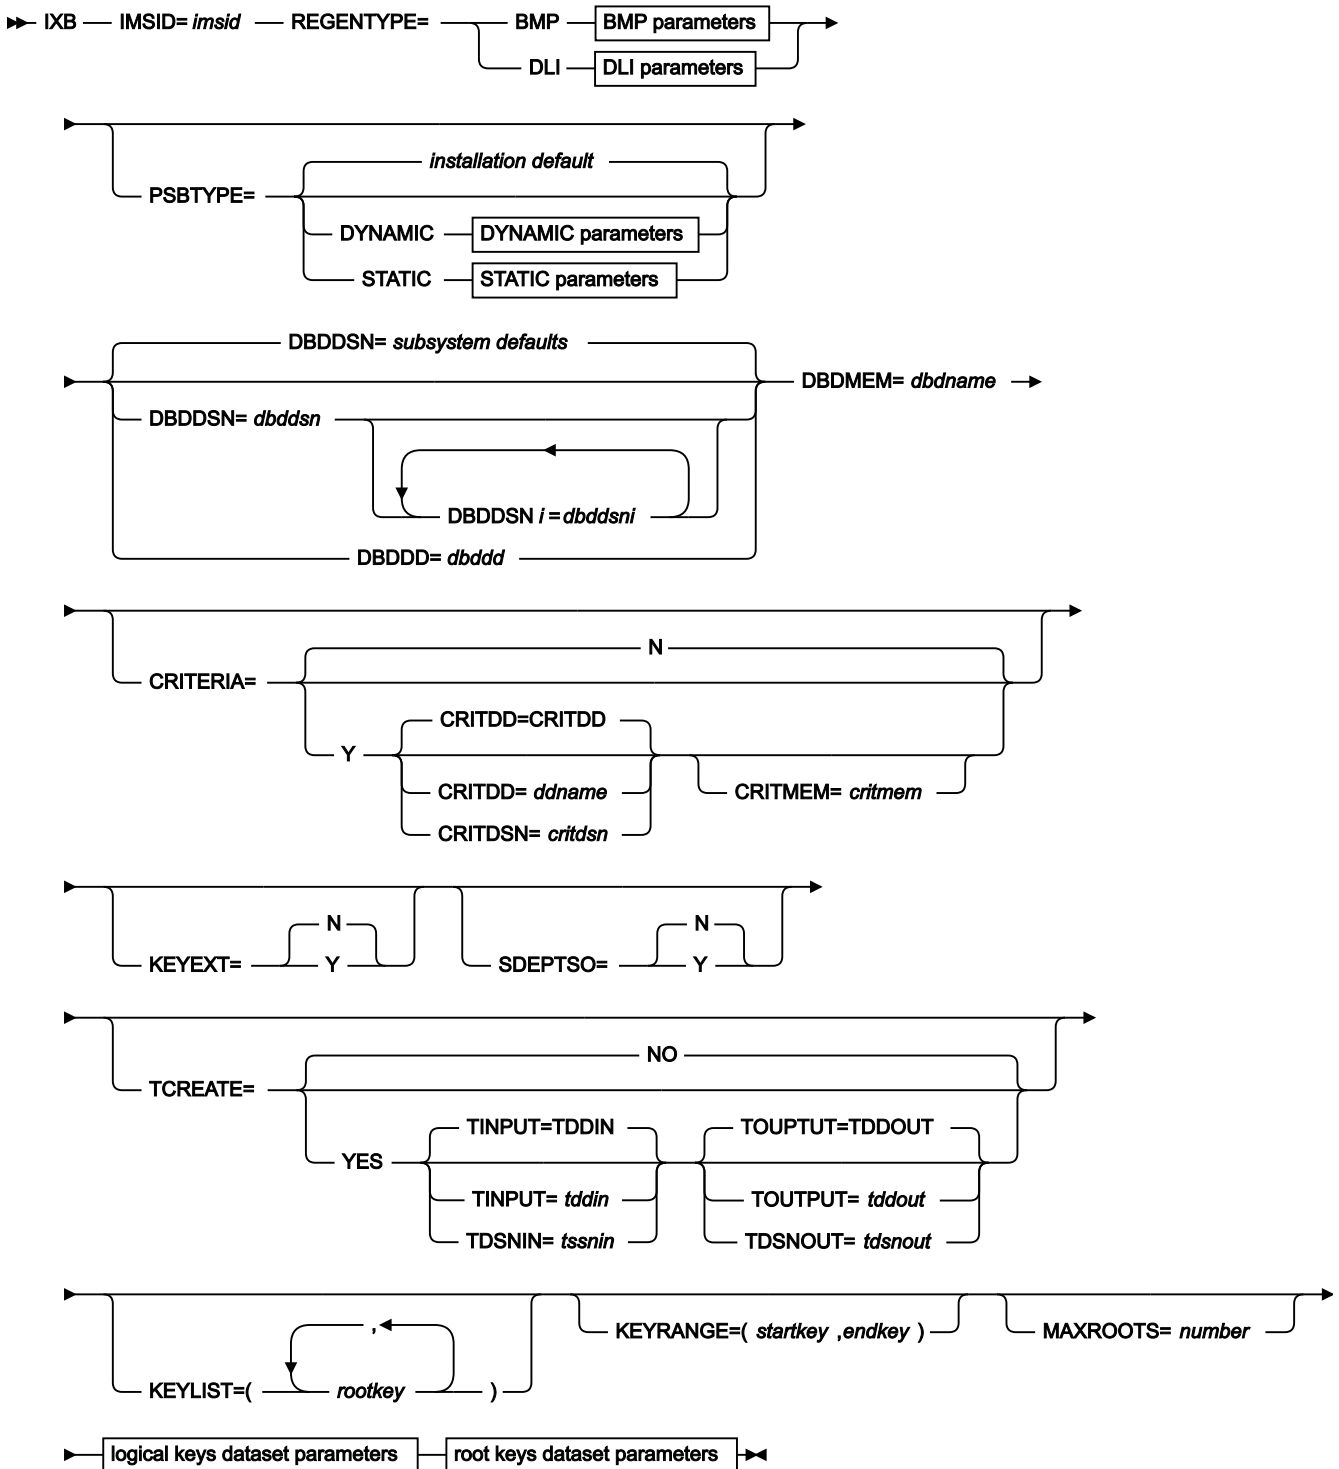 IXB IMSID= imsid REGENTYPE= BMP BMP parameters
DLI DLI parameters
installation default
PSBTYPE=
DYNAMIC DYNAMIC parameters
STATIC STATIC parameters
DBDDSN= subsystem defaults
DBDMEM= dbdname
DBDDSN= dbddsn
DBDDSN i =dbddsni
DBDDD= dbddd
N
CRITERIA=
CRITDD=CRITDD
Y
CRITDD= ddname CRITMEM= critmem
CRITDSN= critdsn
N N
KEYEXT= Y SDEPTSO= Y
NO
TCREATE=
TINPUT=TDDIN TOUPTUT=TDDOUT
YES
TINPUT= tddin TOUTPUT= tddout
TDSNIN= tssnin TDSNOUT= tdsnout
, KEYRANGE=( startkey ,endkey ) MAXROOTS= number
KEYLIST=( rootkey )
logical keys dataset parameters root keys dataset parameters